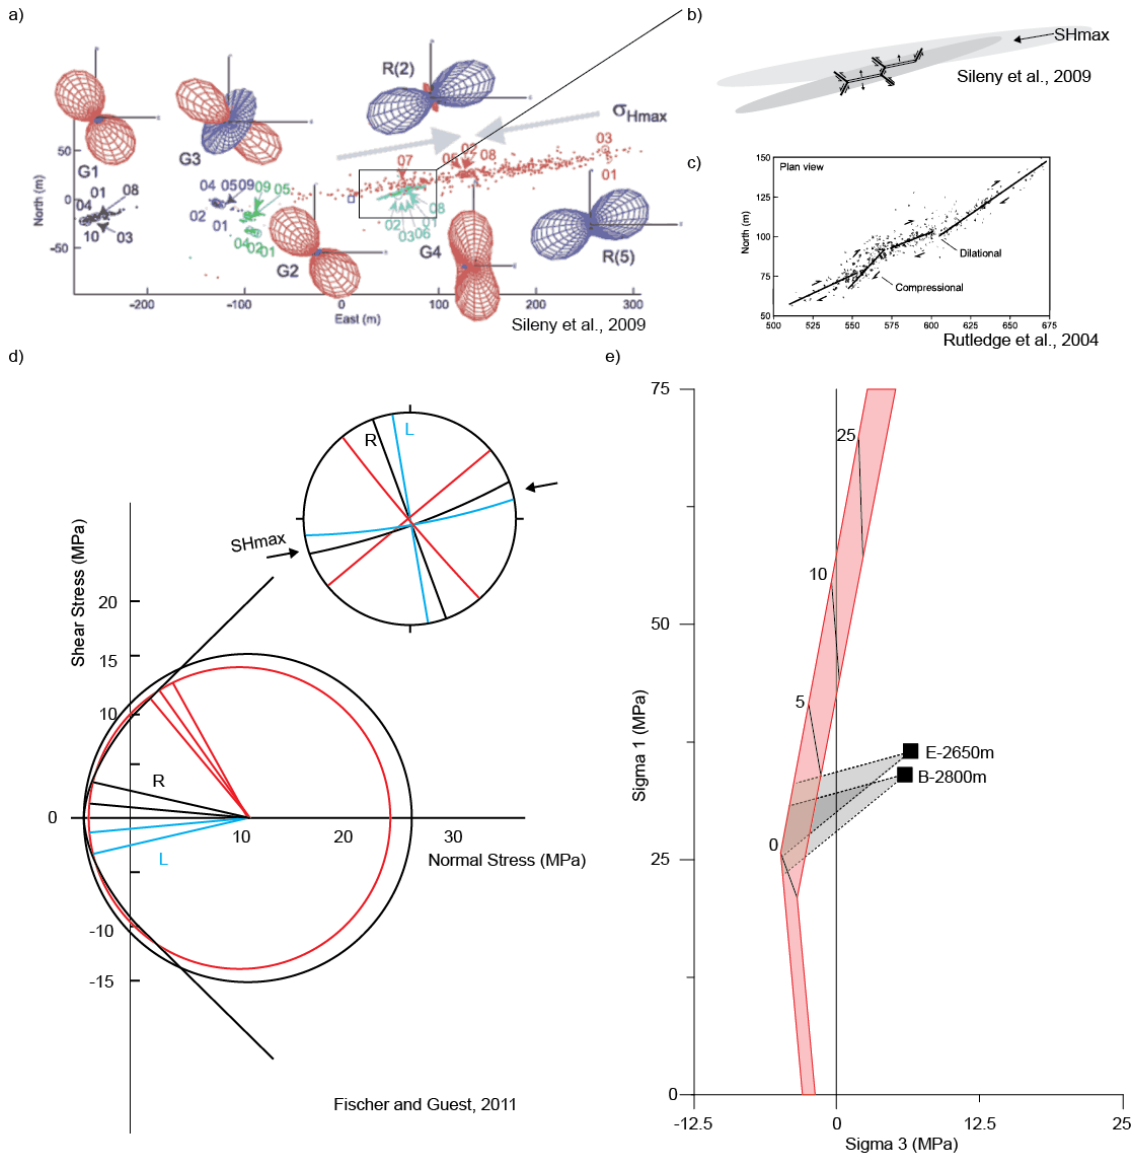 a)
R(2)
σHmax
G1
G3
50
0
-50
North (m)
01
08
04
10
03
04
05
09
02
01
09
05
04
02
01
G2
07
02
08
03
01
08
01
02
03
06
G4
R(5)
-200
-100
0
100
200
300
East (m)
Sileny et al., 2009
b)
SHmax
Sileny et al., 2009
c)
Plan view
150
125
100
75
50
North (m)
Dilational
Compressional
500
525
550
575
600
625
650
675
Rutledge et al., 2004
d)
R
L
SHmax
Shear Stress (MPa)
20
15
10
0
-10
-15
R
L
10
20
30
Normal Stress (MPa)
Fischer and Guest, 2011
e)
75
50
25
0
Sigma 1 (MPa)
25
10
5
0
E-2650m
B-2800m
-12.5
0
12.5
25
Sigma 3 (MPa)